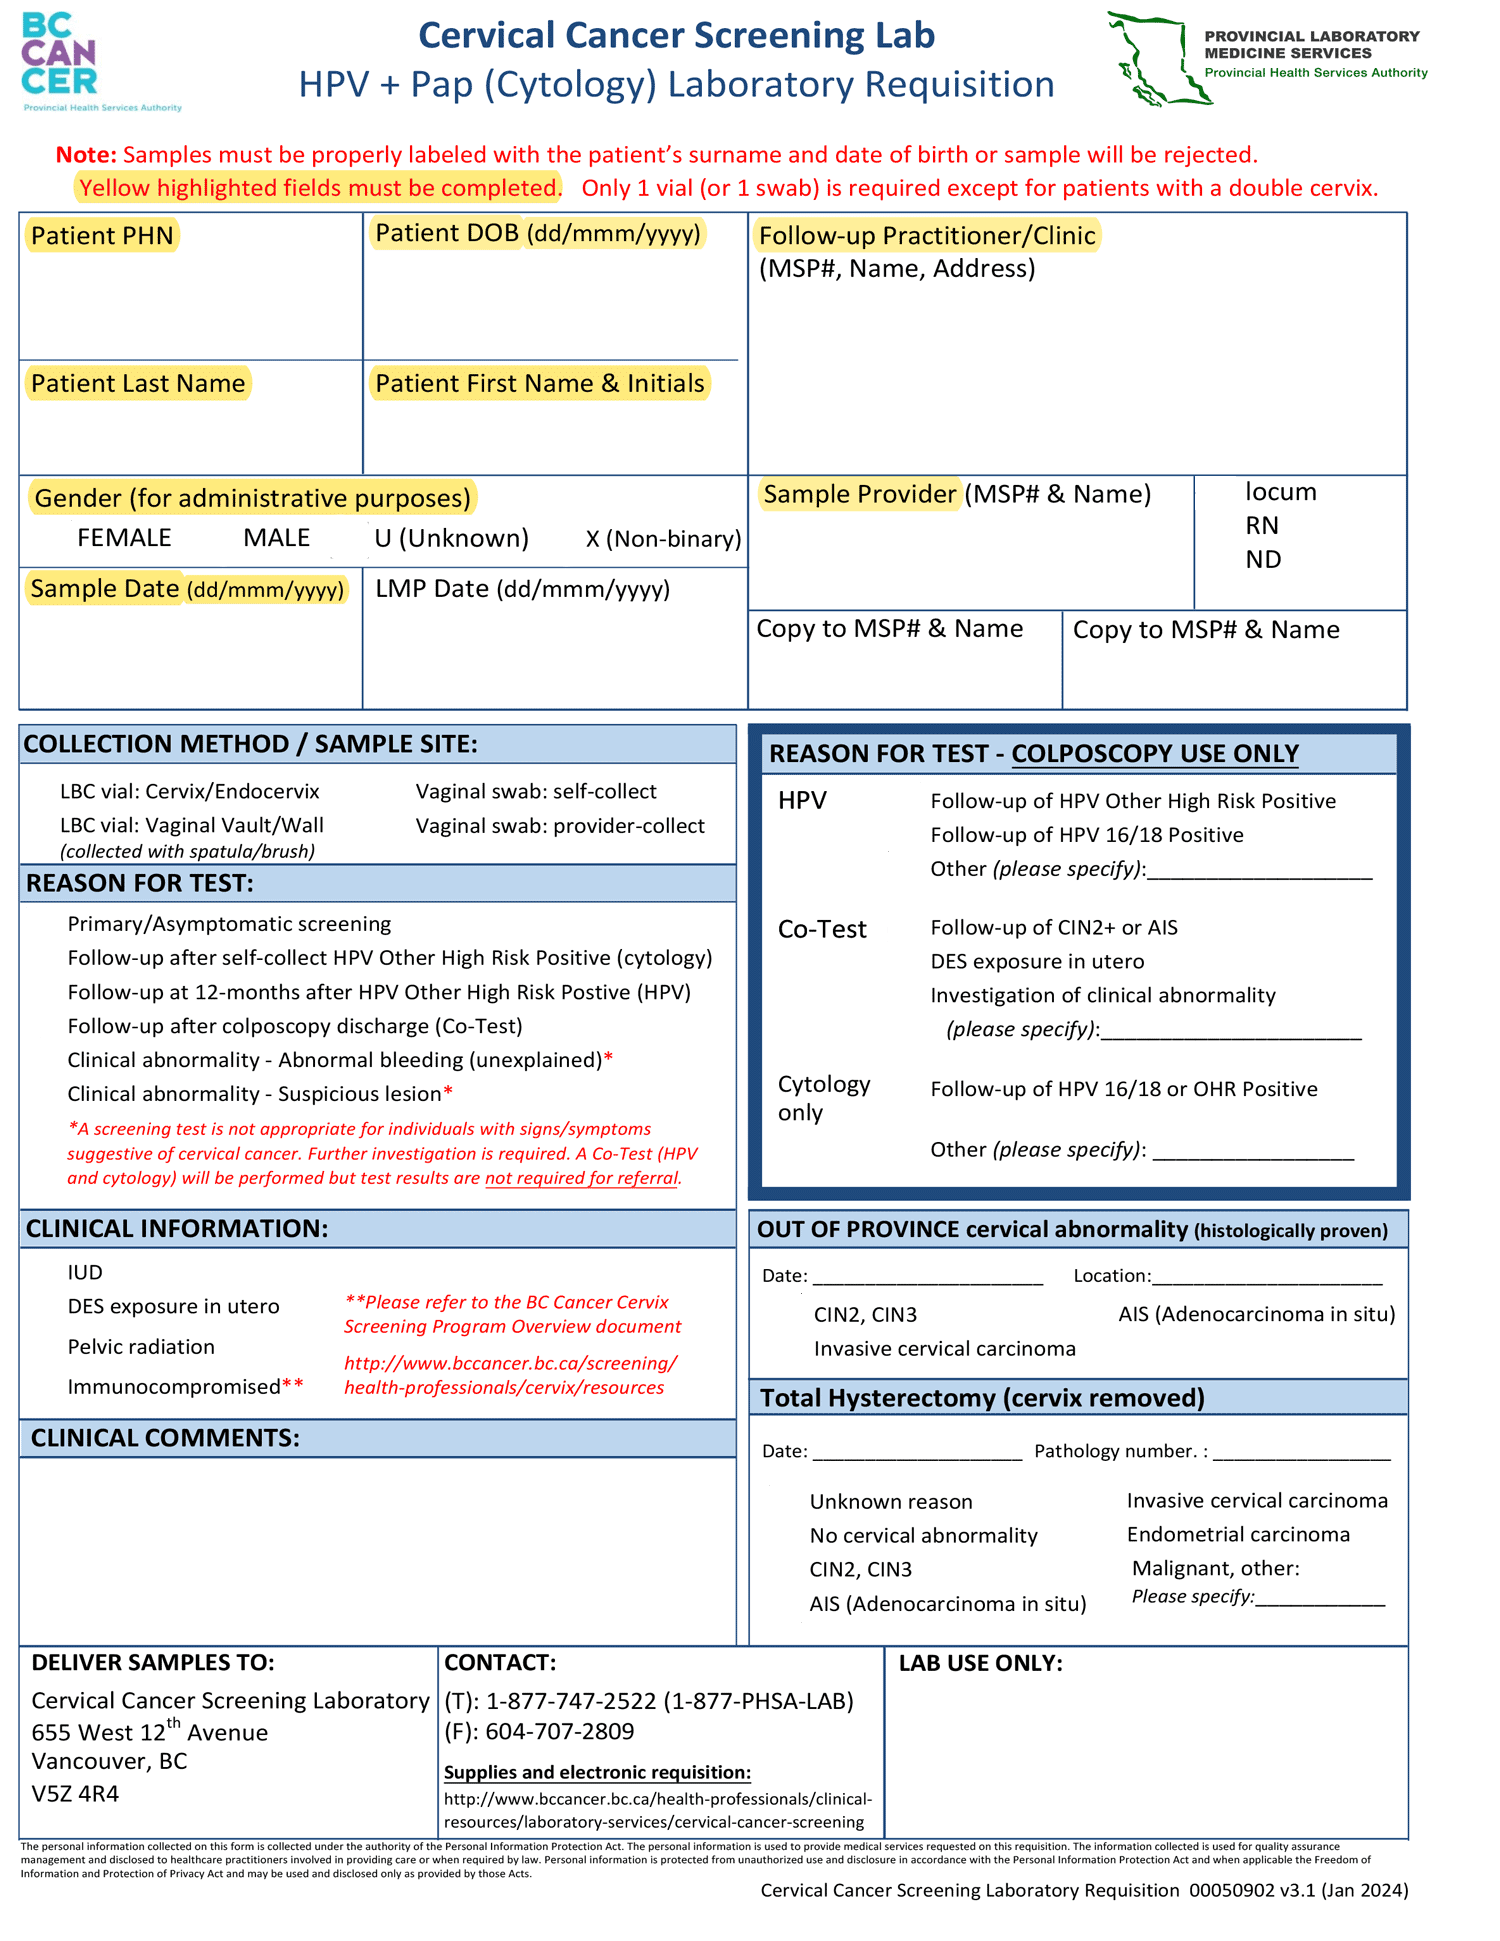 BC
CAN
CER
Provincial Health Services Authority
Cervical Cancer Screening Lab
HPV + Pap (Cytology) Laboratory Requisition
PROVINCIAL LABORATORY
MEDICINE SERVICES
Provincial Health Services Authority
Note: Samples must be properly labeled with the patient's surname and date of birth or sample will be rejected.
Yellow highlighted fields must be completed. Only 1 vial (or 1 swab) is required except for patients with a double cervix.
Patient PHN
Patient DOB (dd/mmm/yyyy)
Follow-up Practitioner/Clinic
(MSP#, Name, Address)
Patient Last Name
Patient First Name & Initials
Gender (for administrative purposes)
FEMALE MALE U (Unknown) X (Non-binary)
Sample Provider (MSP# & Name)
locum
RN
ND
Sample Date (dd/mmm/yyyy)
LMP Date (dd/mmm/yyyy)
Copy to MSP# & Name
Copy to MSP# & Name
COLLECTION METHOD / SAMPLE SITE:
LBC vial: Cervix/Endocervix
Vaginal swab: self-collect
LBC vial: Vaginal Vault/Wall
Vaginal swab: provider-collect
(collected with spatula/brush)
REASON FOR TEST:
Primary/Asymptomatic screening
Follow-up after self-collect HPV Other High Risk Positive (cytology)
Follow-up at 12-months after HPV Other High Risk Postive (HPV)
Follow-up after colposcopy discharge (Co-Test)
Clinical abnormality - Abnormal bleeding (unexplained)*
Clinical abnormality - Suspicious lesion*
*A screening test is not appropriate for individuals with signs/symptoms
suggestive of cervical cancer. Further investigation is required. A Co-Test (HPV
and cytology) will be performed but test results are not required for referral.
REASON FOR TEST - COLPOSCOPY USE ONLY
HPV
Follow-up of HPV Other High Risk Positive
Follow-up of HPV 16/18 Positive
Other (please specify):___________________
Co-Test
Follow-up of CIN2+ or AIS
DES exposure in utero
Investigation of clinical abnormality
(please specify):______________________
Cytology
only
Follow-up of HPV 16/18 or OHR Positive
Other (please specify): _________________
CLINICAL INFORMATION:
IUD
DES exposure in utero
Pelvic radiation
Immunocompromised**
**Please refer to the BC Cancer Cervix
Screening Program Overview document
http://www.bccancer.bc.ca/screening/
health-professionals/cervix/resources
OUT OF PROVINCE cervical abnormality (histologically proven)
Date: ______________________ Location:______________________
CIN2, CIN3
AIS (Adenocarcinoma in situ)
Invasive cervical carcinoma
Total Hysterectomy (cervix removed)
Date: ____________________ Pathology number. : _________________
Unknown reason
Invasive cervical carcinoma
No cervical abnormality
Endometrial carcinoma
CIN2, CIN3
Malignant, other:
Please specify:____________
AIS (Adenocarcinoma in situ)
CLINICAL COMMENTS:
DELIVER SAMPLES TO:
Cervical Cancer Screening Laboratory
655 West 12th Avenue
Vancouver, BC
V5Z 4R4
CONTACT:
(T): 1-877-747-2522 (1-877-PHSA-LAB)
(F): 604-707-2809
Supplies and electronic requisition:
http://www.bccancer.bc.ca/health-professionals/clinical-
resources/laboratory-services/cervical-cancer-screening
LAB USE ONLY:
The personal information collected on this form is collected under the authority of the Personal Information Protection Act. The personal information is used to provide medical services requested on this requisition. The information collected is used for quality assurance
management and disclosed to healthcare practitioners involved in providing care or when required by law. Personal information is protected from unauthorized use and disclosure in accordance with the Personal Information Protection Act and when applicable the Freedom of
Information and Protection of Privacy Act and may be used and disclosed only as provided by those Acts.
Cervical Cancer Screening Laboratory Requisition 00050902 v3.1 (Jan 2024)